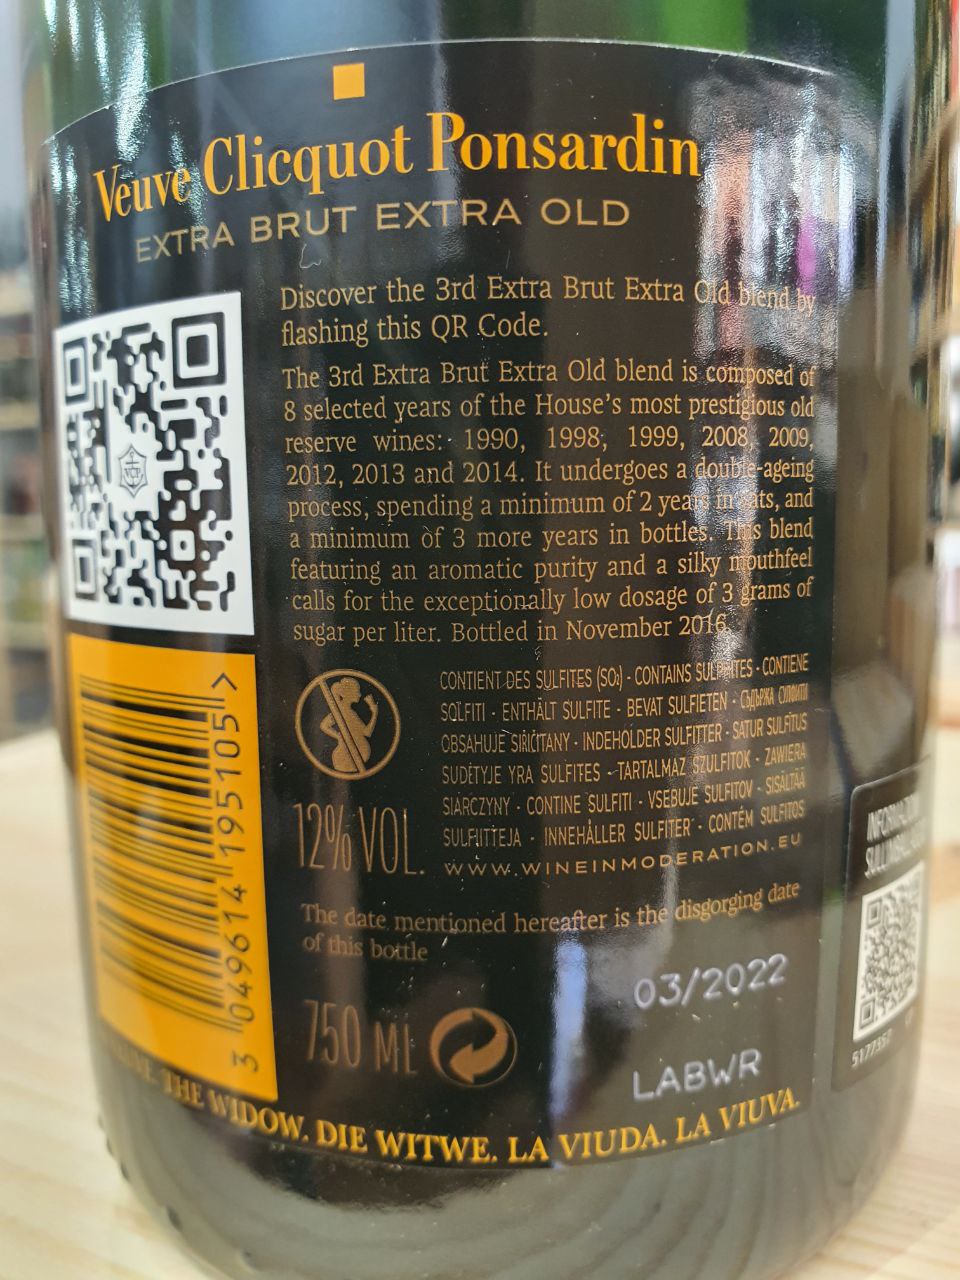 Veuve Clicquot Ponsardin
EXTRA BRUT EXTRA OLD
Discover the 3rd Extra Brut Extra Old blend by
flashing this QR Code.
The 3rd Extra Brut Extra Old blend is composed of
8 selected years of the House's most prestigious old
reserve wines: 1990, 1998, 1999, 2008, 2009,
2012, 2013 and 2014. It undergoes a double-ageing
process, spending a minimum of 2 years in vats, and
a minimum of 3 more years in bottles. This blend
featuring an aromatic purity and a silky mouthfeel
calls for the exceptionally low dosage of 3 grams of
sugar per liter. Bottled in November 2016.
VCP
CONTIENT DES SULFITES (SO₂) - CONTAINS SULPHITES - CONTIENE
SOLFITI - ENTHÄLT SULFITE - BEVAT SULFIETEN - СЪДЪРЖА СУЛФИТИ
OBSAHUJE SIŘIČITANY - INDEHOLDER SULFITTER - SATUR SULFĪTUS
SUDĖTYJE YRA SULFITES - TARTALMAZ SZULFITOK - ZAWIERA
SIARCZYNY - CONTINE SULFITI - VSEBUJE SULFITOV - SISÄLTÄÄ
SULFIITTEJA - INNEHÅLLER SULFITER - CONTÉM SULFITOS
WWW.WINEINMODERATION.EU
12% VOL.
The date mentioned hereafter is the disgorging date
of this bottle
03/2022
750 ML
LABWR
3 049614 195105 >
THE WIDOW. DIE WITWE. LA VIUDA. LA VIUVA.